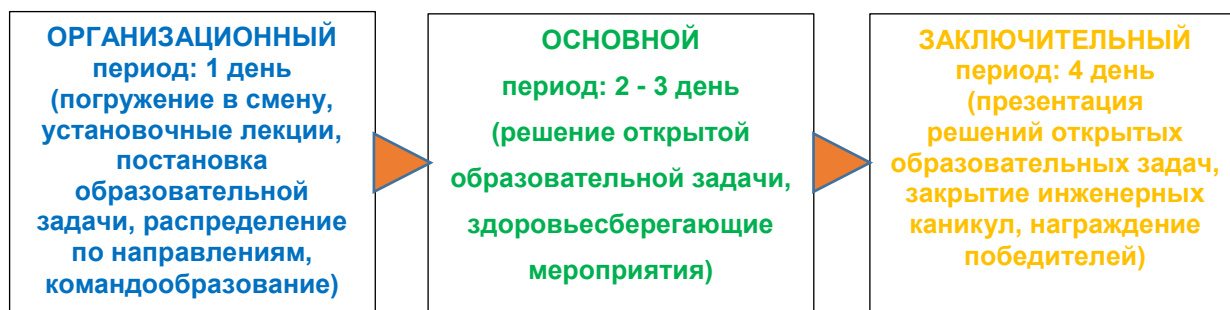 ОРГАНИЗАЦИОННЫЙ
период: 1 день
(погружение в смену,
установочные лекции,
постановка
образовательной
задачи, распределение
по направлениям,
командообразование)
ОСНОВНОЙ
период: 2 - 3 день
(решение открытой
образовательной задачи,
здоровьесберегающие
мероприятия)
ЗАКЛЮЧИТЕЛЬНЫЙ
период: 4 день
(презентация
решений открытых
образовательных задач,
закрытие инженерных
каникул, награждение
победителей)